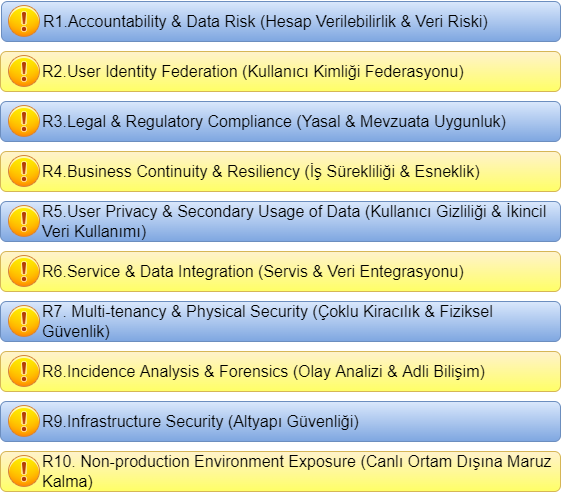 R1.Accountability & Data Risk (Hesap Verilebilirlik & Veri Riski)
R2.User Identity Federation (Kullanıcı Kimliği Federasyonu)
R3.Legal & Regulatory Compliance (Yasal & Mevzuata Uygunluk)
R4.Business Continuity & Resiliency (İş Sürekliliği & Esneklik)
R5.User Privacy & Secondary Usage of Data (Kullanıcı Gizliliği & İkincil
Veri Kullanımı)
R6.Service & Data Integration (Servis & Veri Entegrasyonu)
R7. Multi-tenancy & Physical Security (Çoklu Kiracılık & Fiziksel
Güvenlik)
R8.Incidence Analysis & Forensics (Olay Analizi & Adli Bilişim)
R9.Infrastructure Security (Altyapı Güvenliği)
R10. Non-production Environment Exposure (Canlı Ortam Dışına Maruz
Kalma)